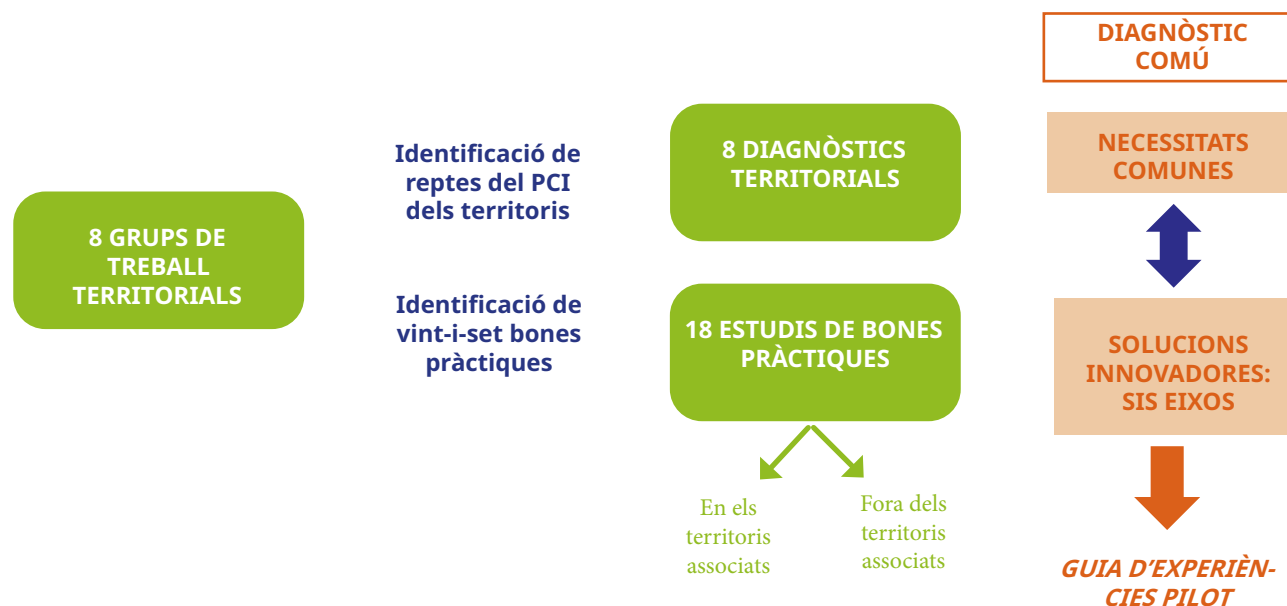 8 GRUPS DE
TREBALL
TERRITORIALS
Identificació de
reptes del PCI
dels territoris
Identificació de
vint-i-set bones
pràctiques
8 DIAGNÒSTICS
TERRITORIALS
18 ESTUDIS DE BONES
PRÀCTIQUES
En els
territoris
associats
Fora dels
territoris
associats
DIAGNÒSTIC
COMÚ
NECESSITATS
COMUNES
SOLUCIONS
INNOVADORES:
SIS EIXOS
GUIA D’EXPERIÈN-
CIES PILOT